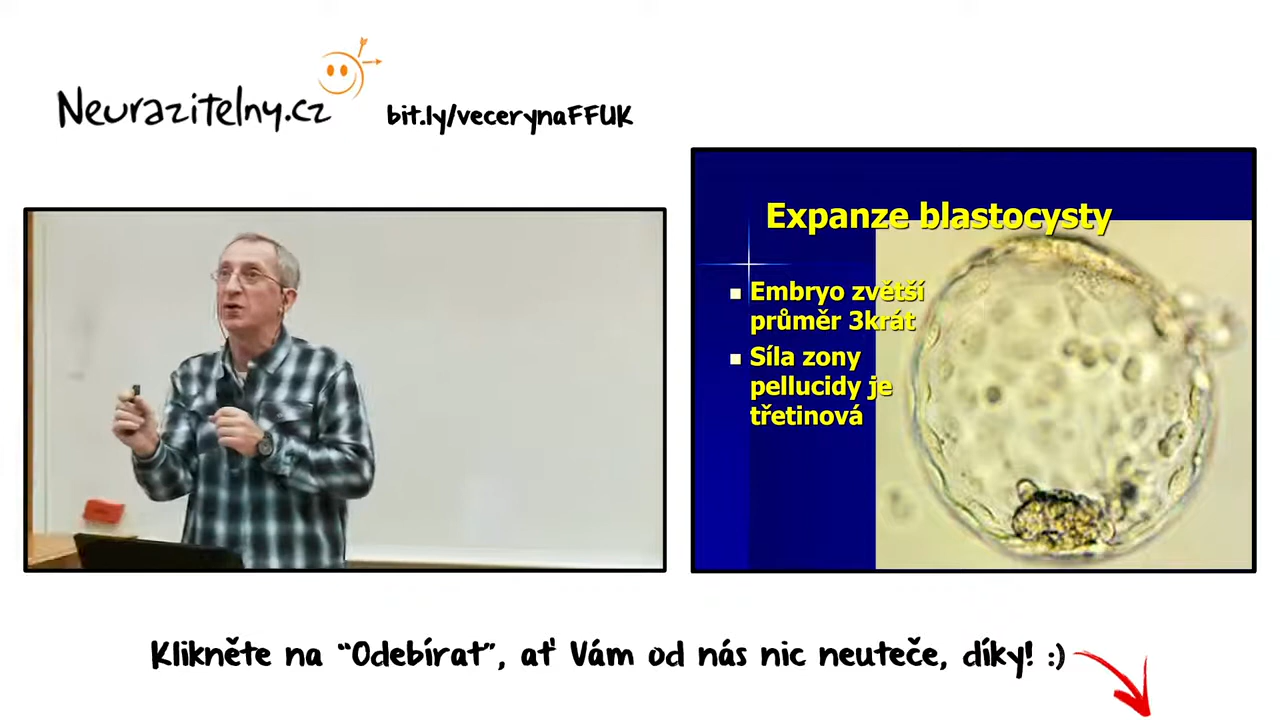 Neurazitelny.cz
bit.ly/vecerynaFFUK
Expanze blastocysty
Embryo zvětší
průměr 3krát
Síla zony
pellucidy je
třetinová
Klikněte na “Odebírat”, ať Vám od nás nic neuteče, díky! :)